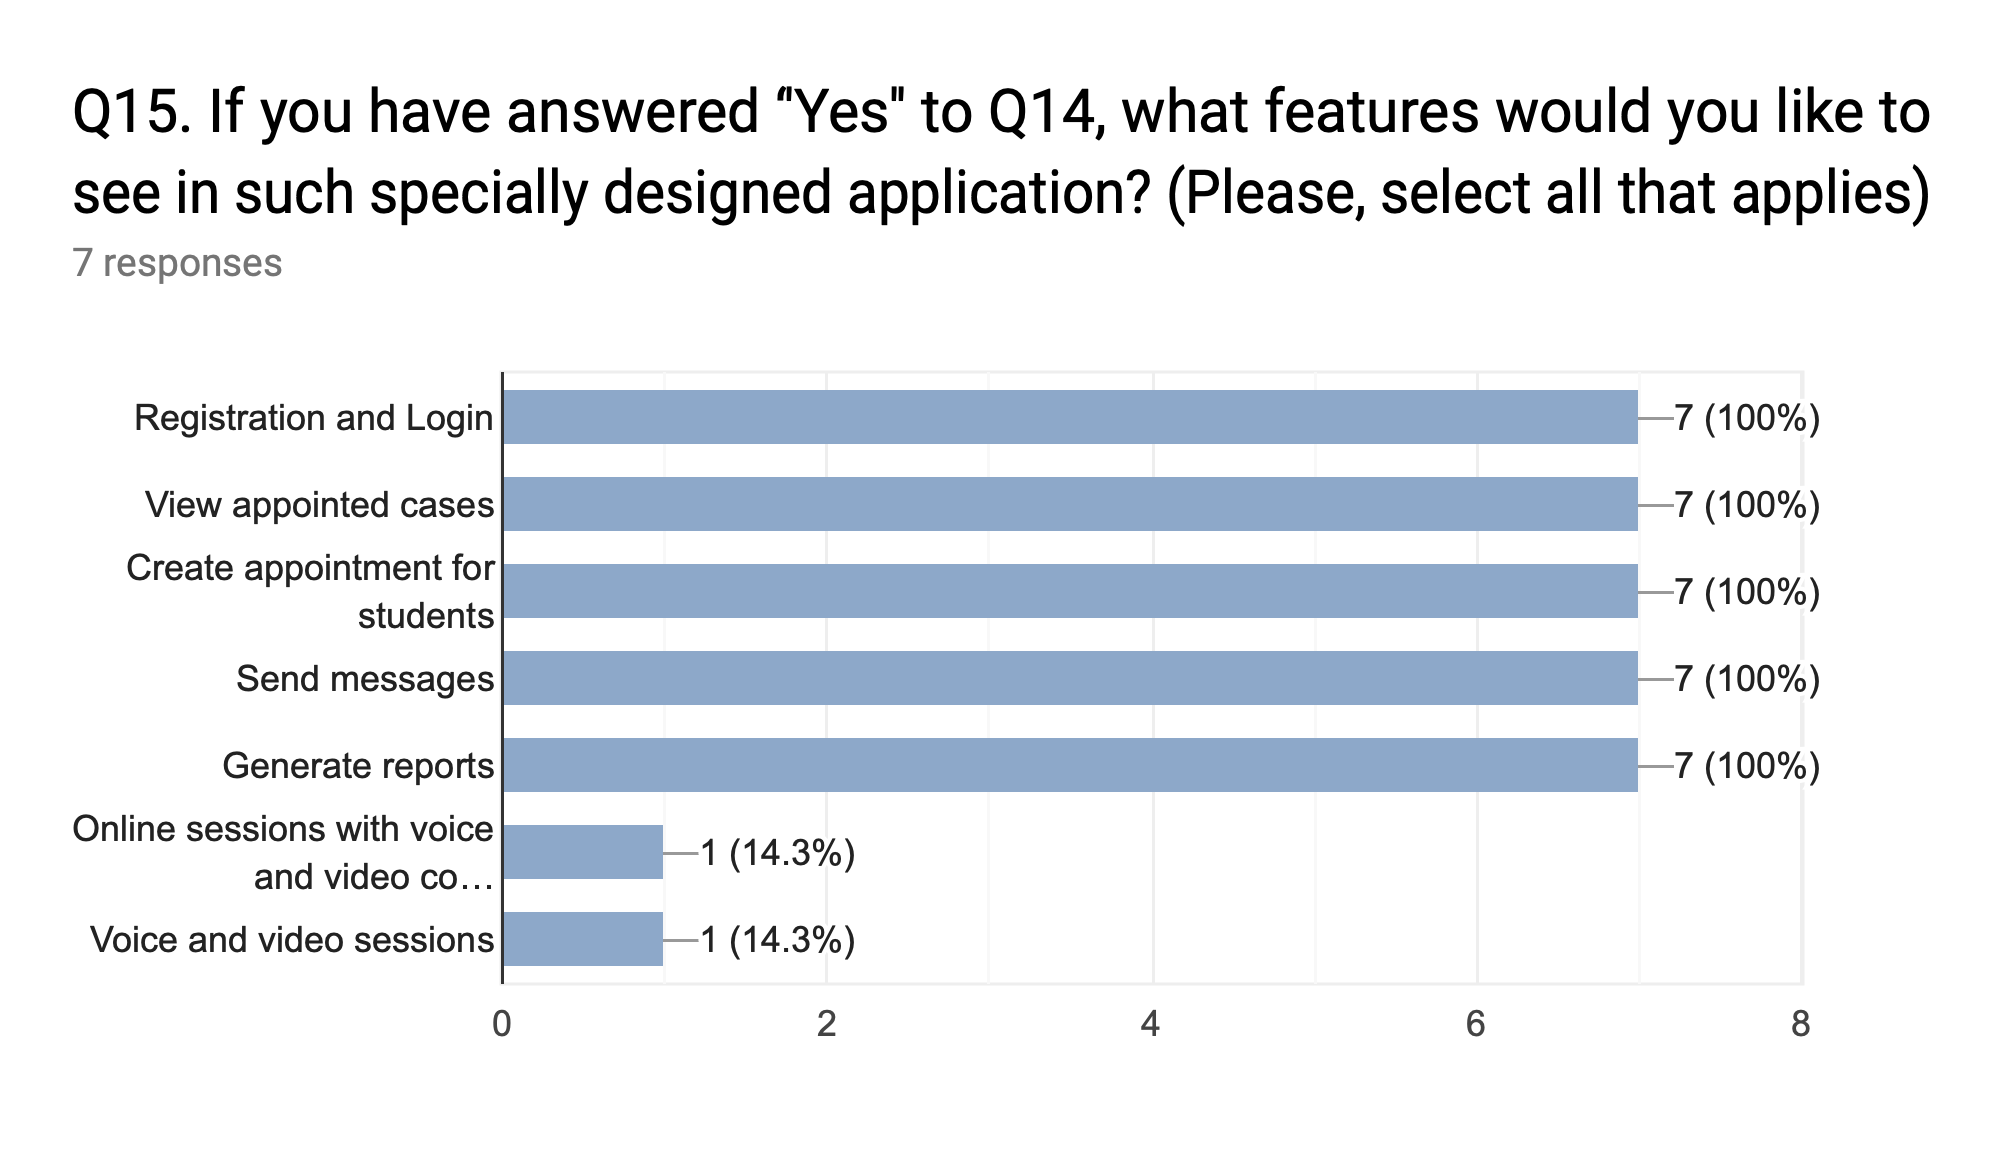 Q15. If you have answered “Yes" to Q14, what features would you like to
see in such specially designed application? (Please, select all that applies)
7 responses
Registration and Login
7 (100%)
View appointed cases
7 (100%)
Create appointment for
students
7 (100%)
Send messages
7 (100%)
Generate reports
7 (100%)
Online sessions with voice
and video co…
1 (14.3%)
Voice and video sessions
1 (14.3%)
0 2 4 6 8